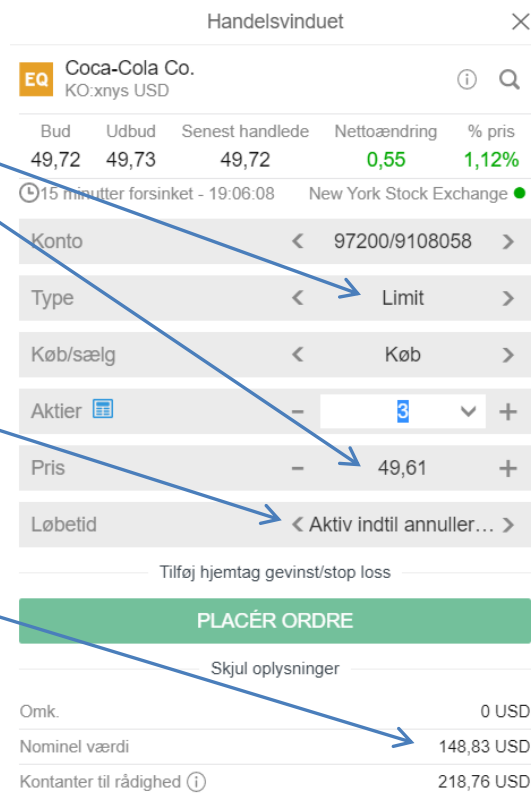 Handelsvinduet
EQ Coca-Cola Co.
KO:xnys USD
Bud Udbud Senest handlede Nettoændring % pris
49,72 49,73 49,72 0,55 1,12%
15 minutter forsinket - 19:06:08 New York Stock Exchange
Konto 97200/9108058
Type Limit
Køb/sælg Køb
Aktier - 3 +
Pris - 49,61 +
Løbetid Aktiv indtil annuller...
Tilføj hjemtag gevinst/stop loss
PLACÉR ORDRE
Skjul oplysninger
Omk. 0 USD
Nominel værdi 148,83 USD
Kontanter til rådighed 218,76 USD